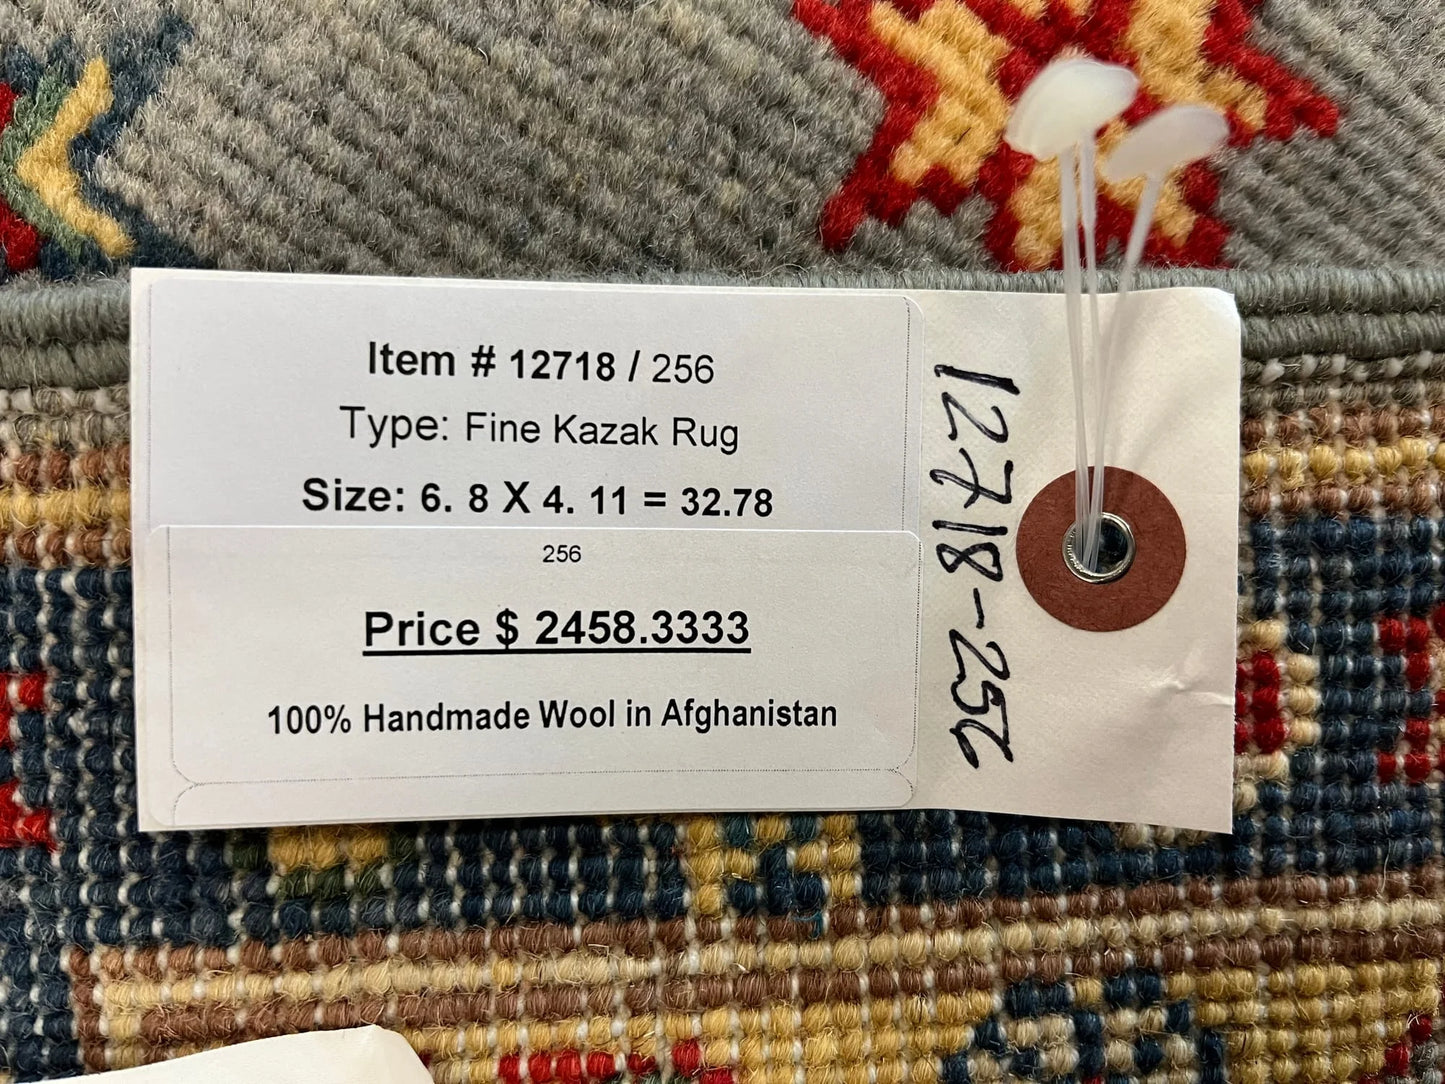 Item # 12718 / 256
Type: Fine Kazak Rug
Size: 6. 8 X 4. 11 = 32.78
256
Price $ 2458.3333
100% Handmade Wool in Afghanistan
12718-256